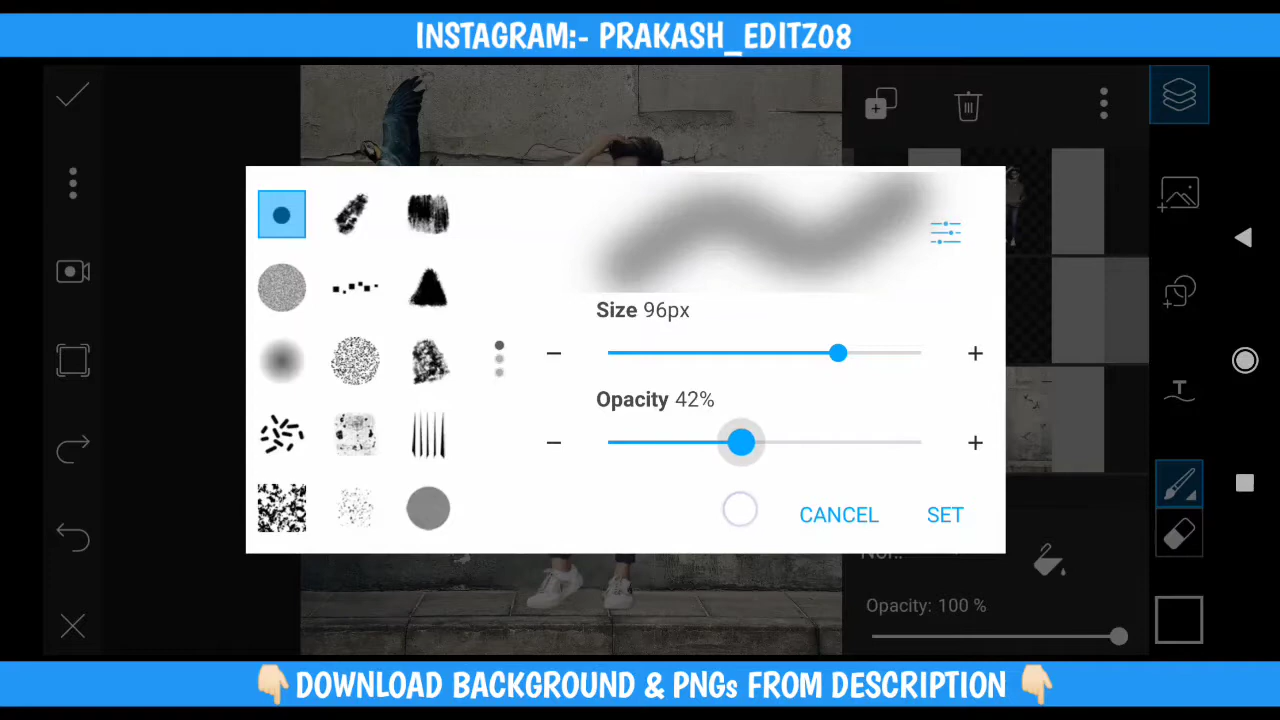 INSTAGRAM:- PRAKASH_EDITZ08
Size 96px
Opacity 42%
CANCEL
SET
Opacity: 100 %
👇🏻DOWNLOAD BACKGROUND & PNGs FROM DESCRIPTION 👇🏻